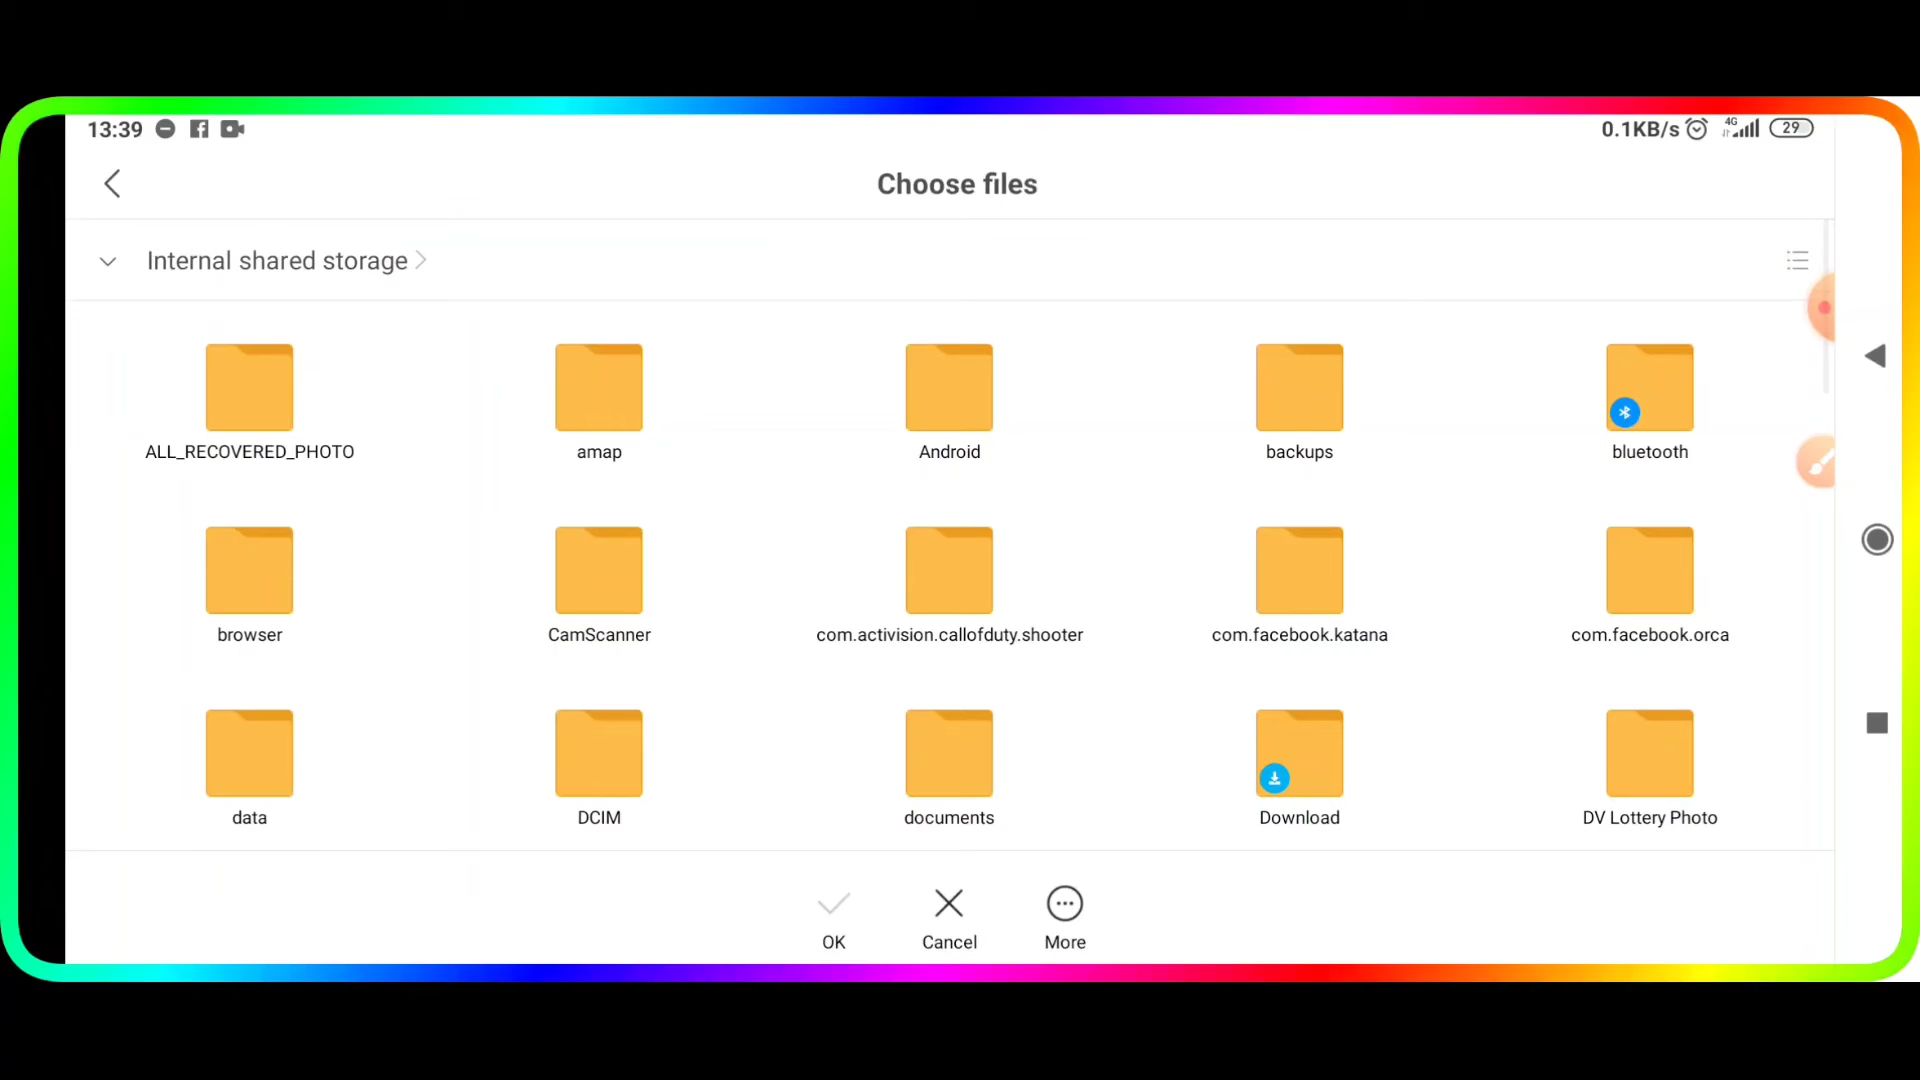 13:39 0.1KB/s 4G 29
Choose files
Internal shared storage
ALL_RECOVERED_PHOTO amap Android backups bluetooth
browser CamScanner com.activision.callofduty.shooter com.facebook.katana com.facebook.orca
data DCIM documents Download DV Lottery Photo
OK Cancel More